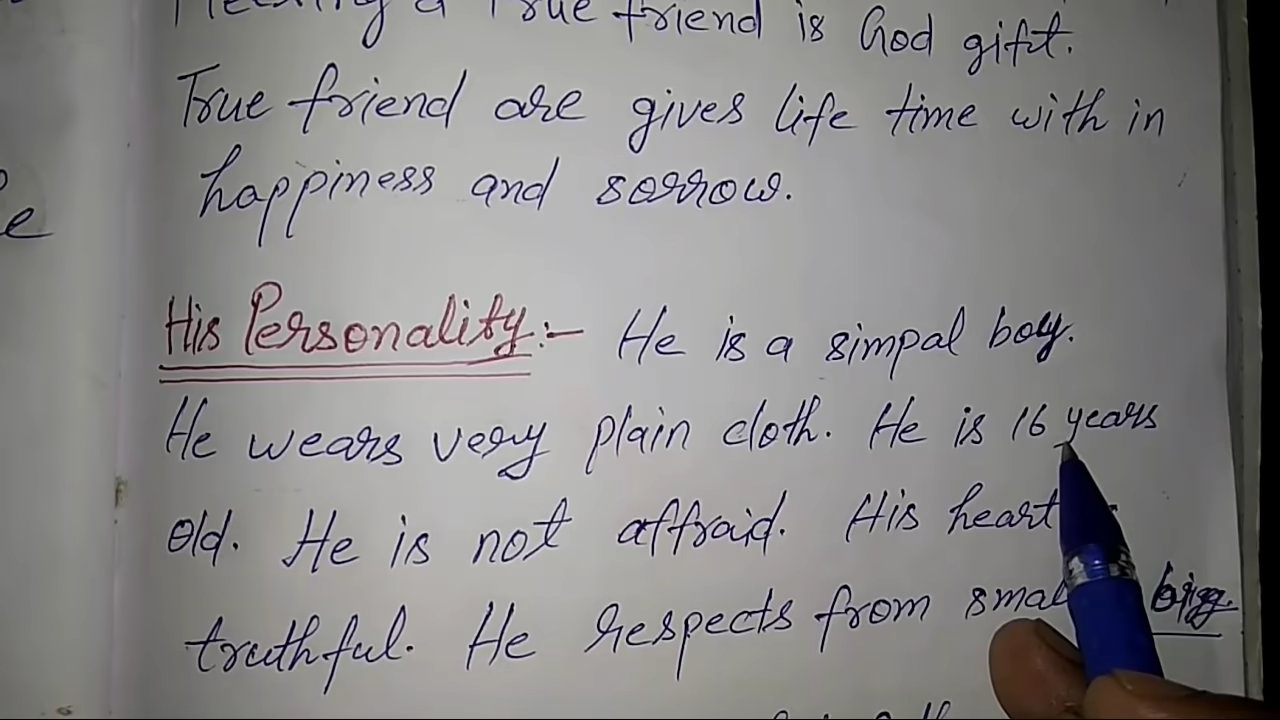 a True friend is God gift.
True friend are gives life time with in
happiness and sorrow.
His Personality:- He is a simpal boy.
He wears very plain cloth. He is 16 years
old. He is not affraid. His heart
truthful. He respects from
e